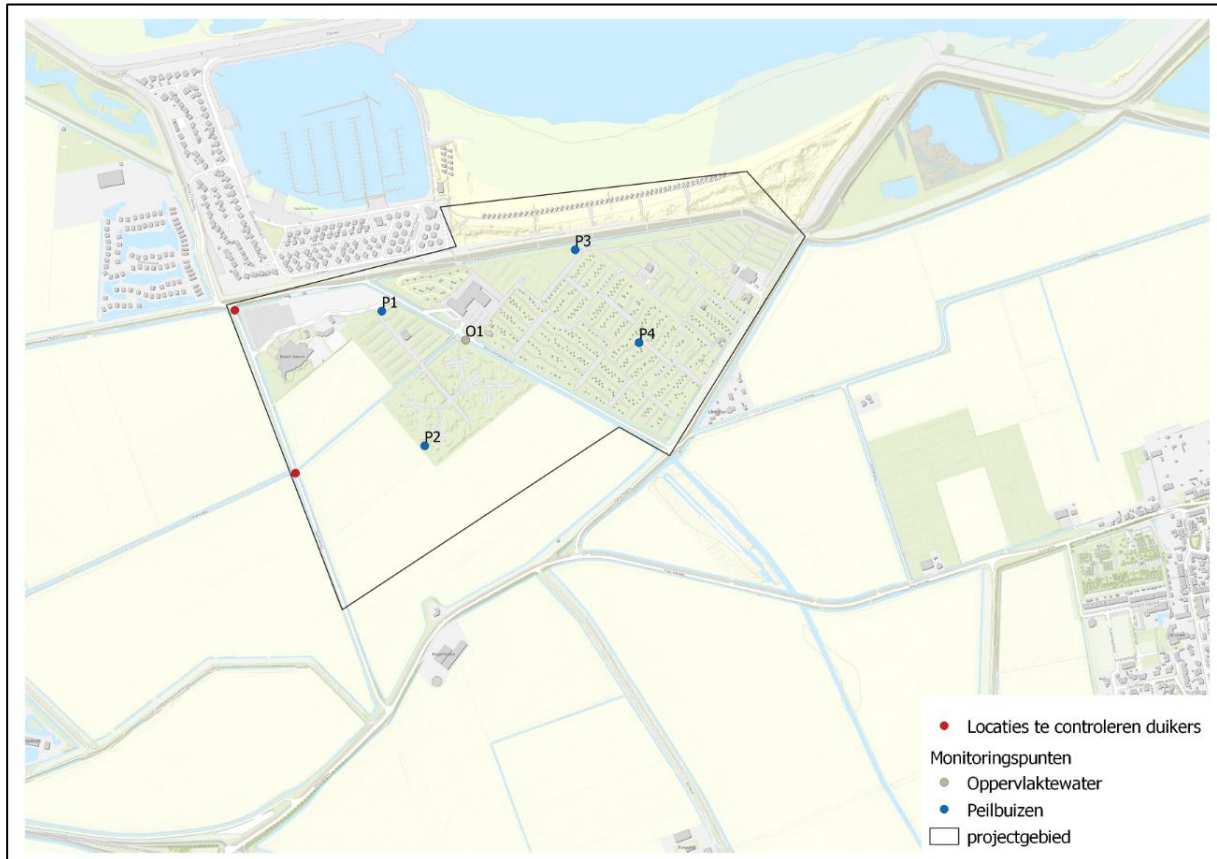 P3
P1
O1
P4
P2
Locaties te controleren duikers
Monitoringspunten
Oppervlaktewater
Peilbuizen
projectgebied